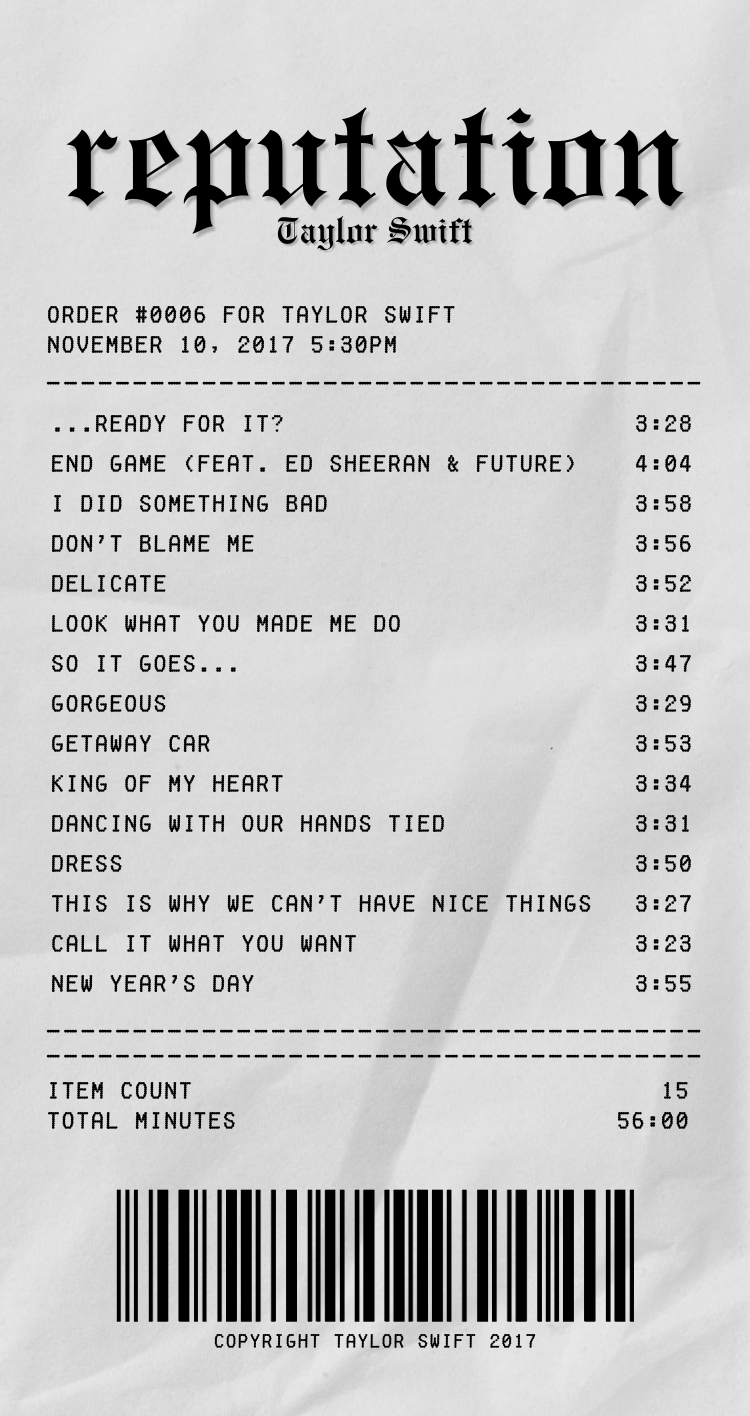 reputation
Taylor Swift
ORDER #0006 FOR TAYLOR SWIFT
NOVEMBER 10, 2017 5:30PM
...READY FOR IT? 3:28
END GAME (FEAT. ED SHEERAN & FUTURE) 4:04
I DID SOMETHING BAD 3:58
DON'T BLAME ME 3:56
DELICATE 3:52
LOOK WHAT YOU MADE ME DO 3:31
SO IT GOES... 3:47
GORGEOUS 3:29
GETAWAY CAR 3:53
KING OF MY HEART 3:34
DANCING WITH OUR HANDS TIED 3:31
DRESS 3:50
THIS IS WHY WE CAN'T HAVE NICE THINGS 3:27
CALL IT WHAT YOU WANT 3:23
NEW YEAR'S DAY 3:55
ITEM COUNT 15
TOTAL MINUTES 56:00
COPYRIGHT TAYLOR SWIFT 2017